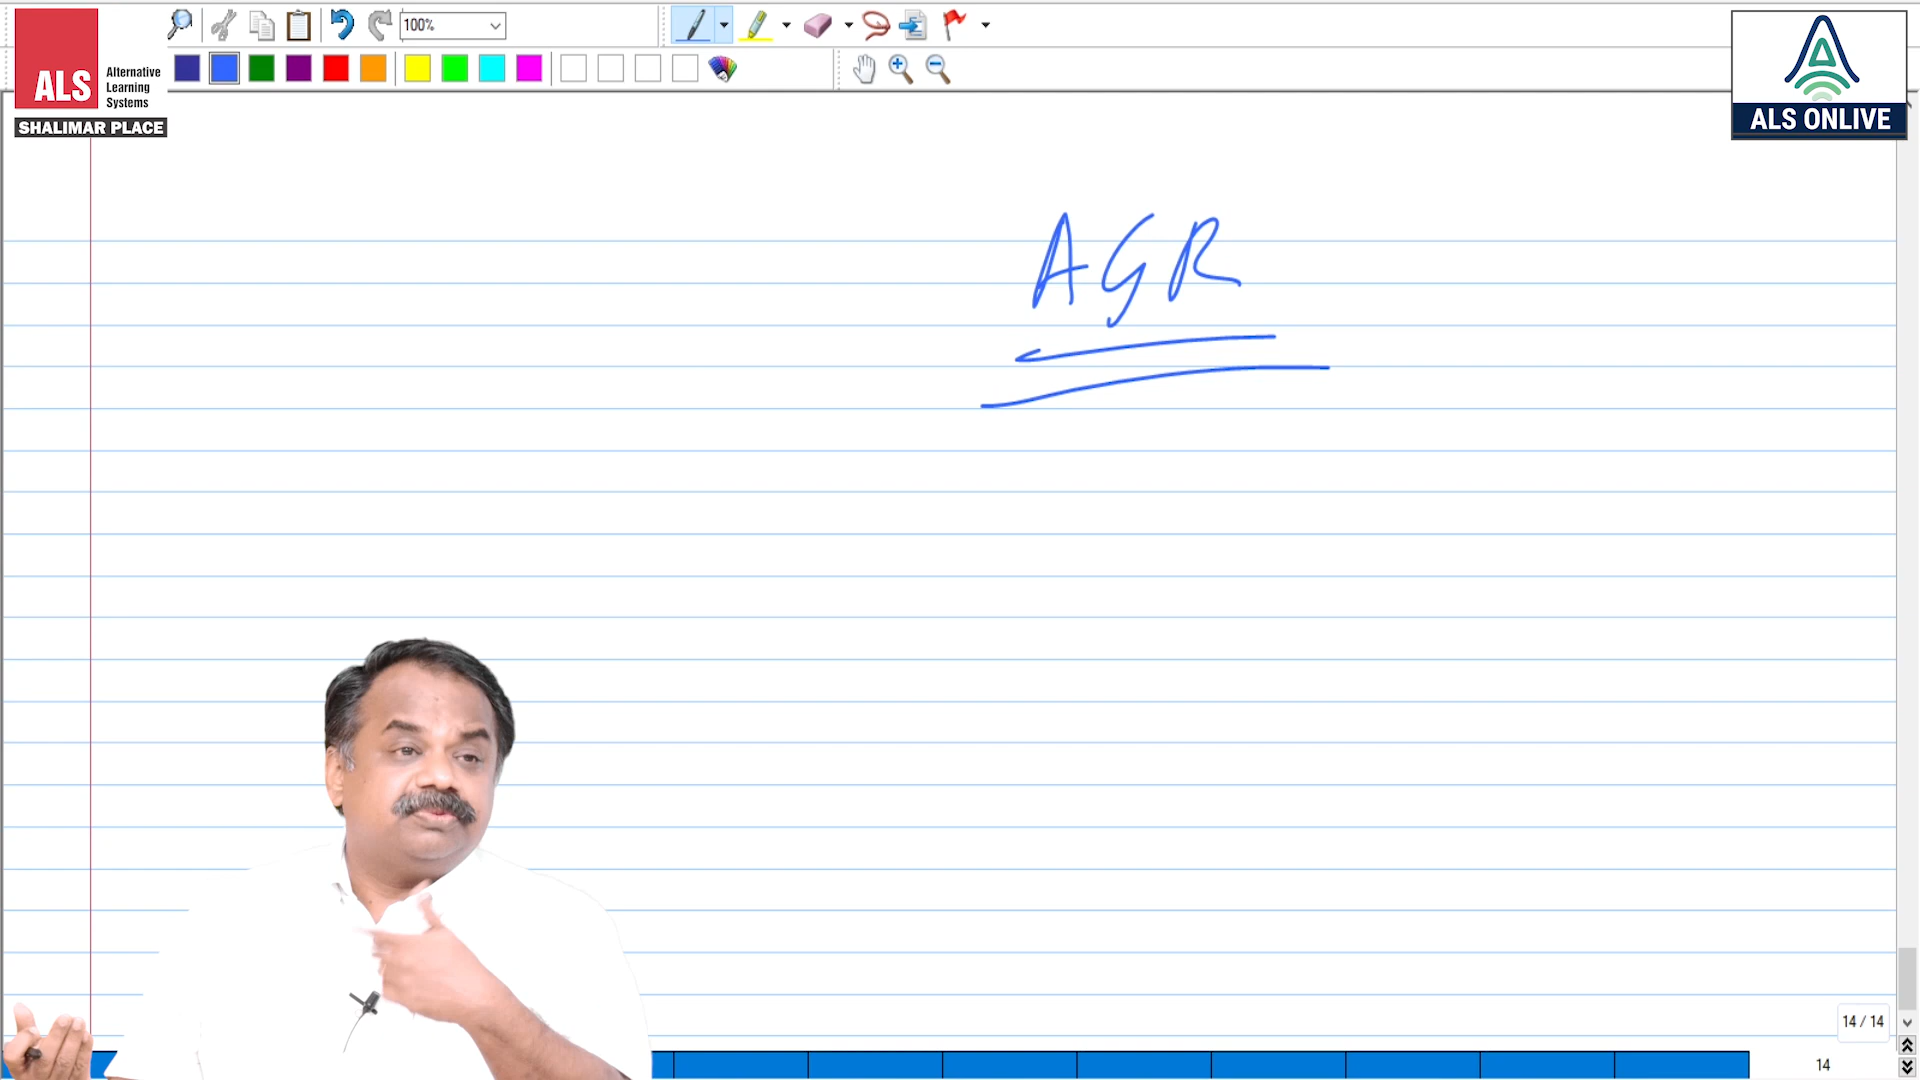 100%
ALS
Alternative
Learning
Systems
SHALIMAR PLACE
ALS ONLIVE
AGR
14 / 14
14